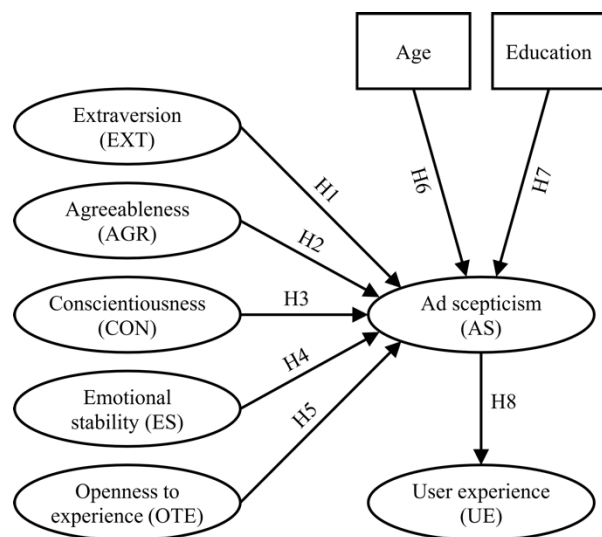 Age
Education
Extraversion
(EXT)
H1
H6
H7
Agreeableness
(AGR)
H2
Conscientiousness
(CON)
H3
Ad scepticism
(AS)
Emotional
stability (ES)
H4
H5
H8
Openness to
experience (OTE)
User experience
(UE)